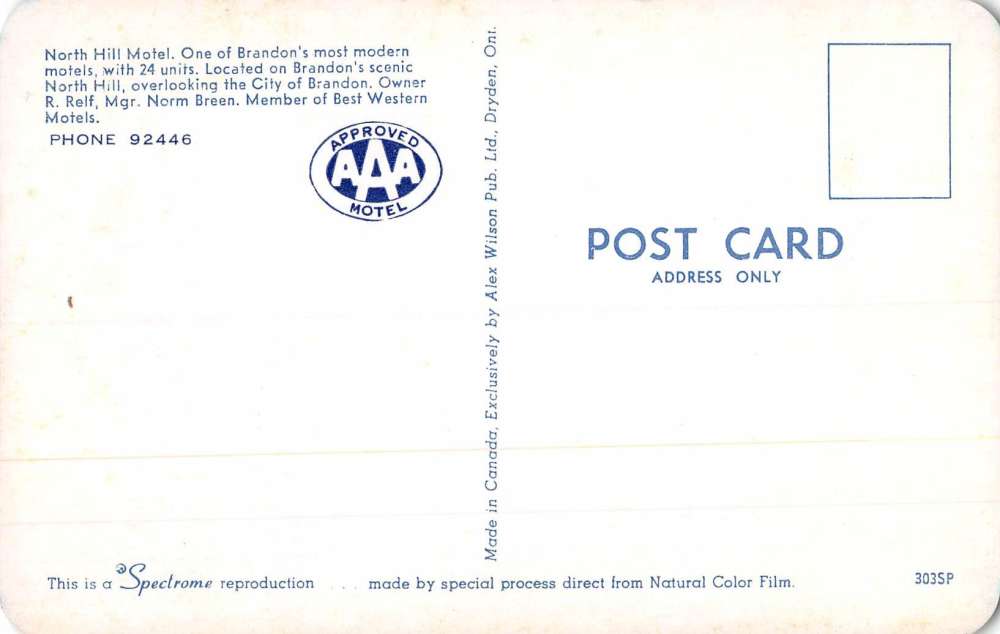 North Hill Motel. One of Brandon's most modern
motels, with 24 units. Located on Brandon's scenic
North Hill, overlooking the City of Brandon. Owner
R. Relf, Mgr. Norm Breen. Member of Best Western
Motels.
PHONE 92446
APPROVED
AAA
MOTEL
Made in Canada, Exclusively by Alex Wilson Pub. Ltd., Dryden, Ont.
POST CARD
ADDRESS ONLY
This is a Spectrome reproduction . . . made by special process direct from Natural Color Film.
303SP